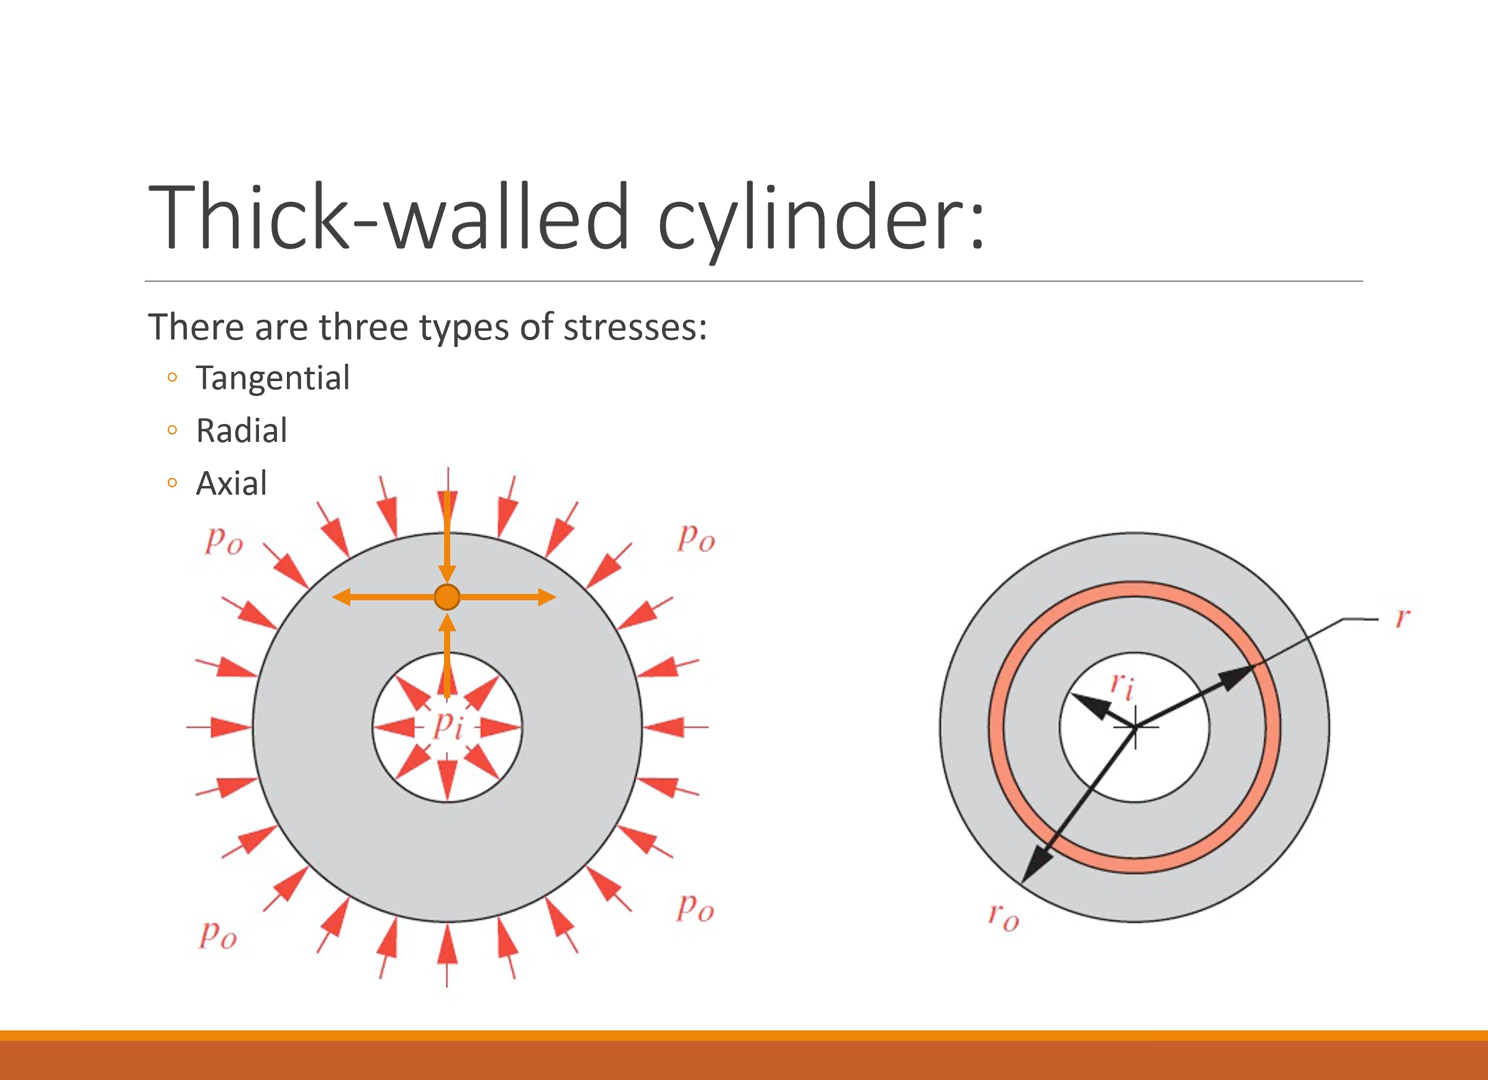 Thick-walled cylinder:
There are three types of stresses:
◦ Tangential
◦ Radial
◦ Axial
po
po
pi
po
po
r
ri
ro